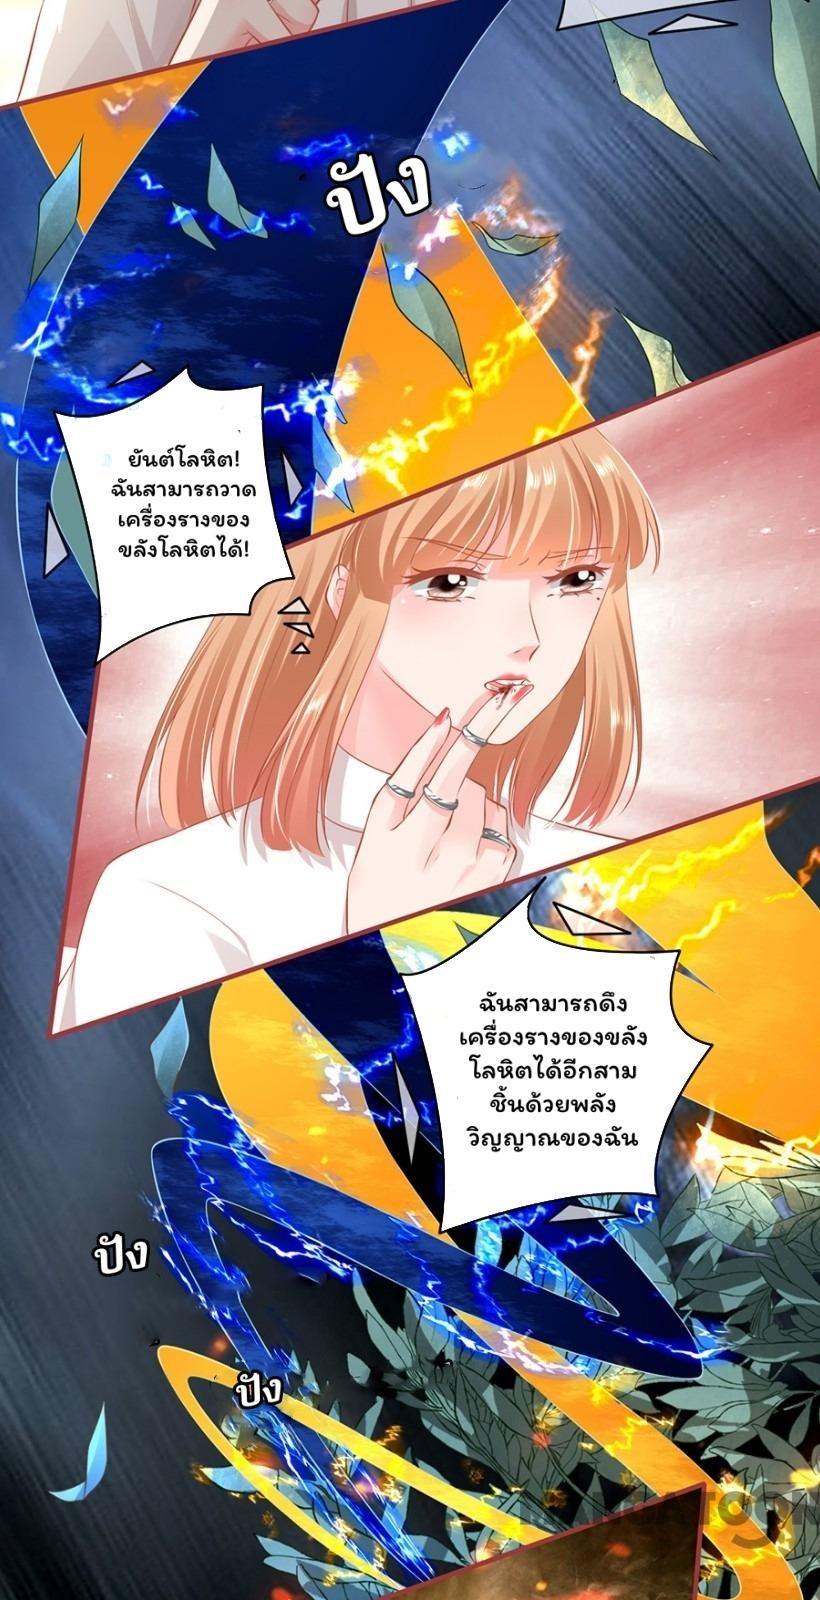 ปัง
ยันต์โลหิต!
ฉันสามารถวาด
เครื่องรางของ
ขลังโลหิตได้!
ฉันสามารถดึง
เครื่องรางของขลัง
โลหิตได้อีกสาม
ชิ้นด้วยพลัง
วิญญาณของฉัน
ปัง
ปัง
MANGATOON